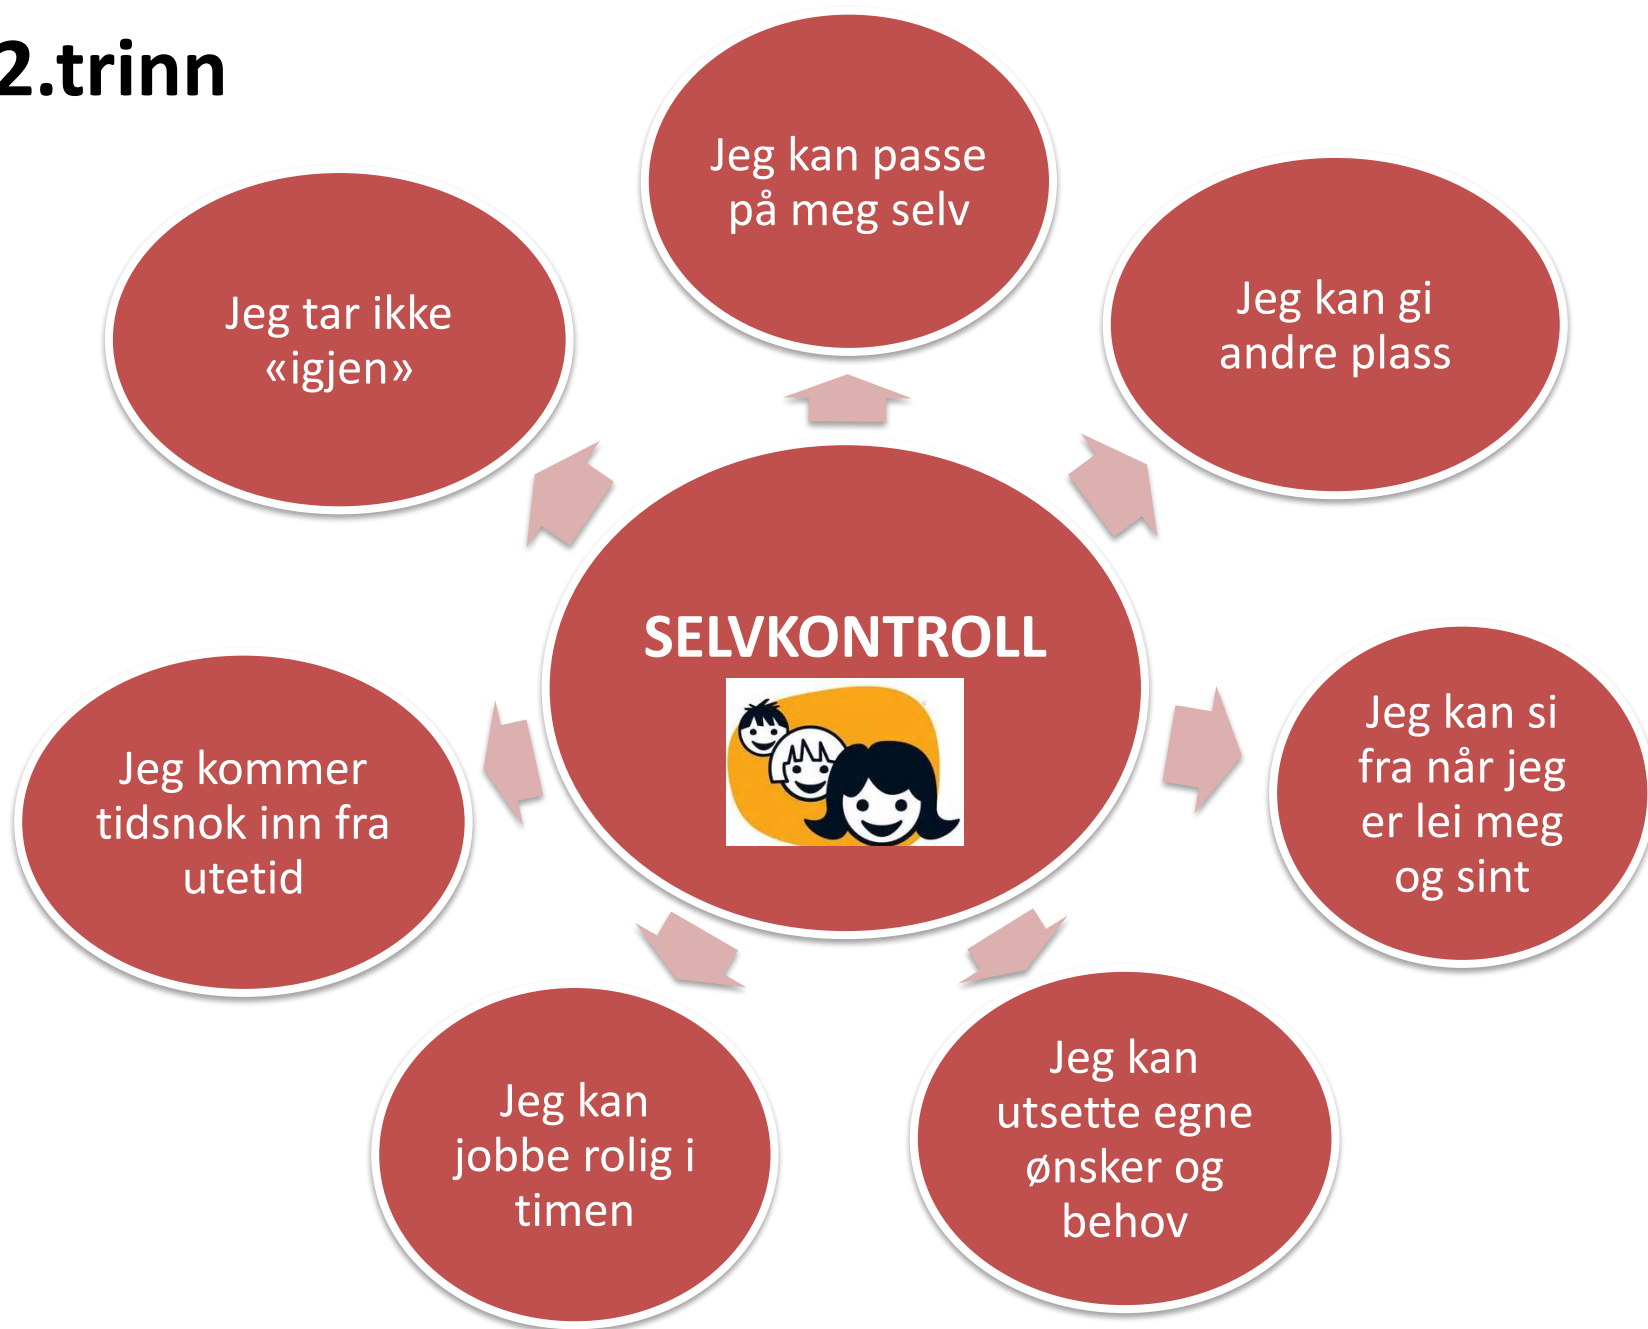 2.trinn
Jeg kan passe
på meg selv
Jeg kan gi
andre plass
Jeg kan si
fra når jeg
er lei meg
og sint
Jeg kan
utsette egne
ønsker og
behov
Jeg kan
jobbe rolig i
timen
Jeg kommer
tidsnok inn fra
utetid
Jeg tar ikke
«igjen»
SELVKONTROLL